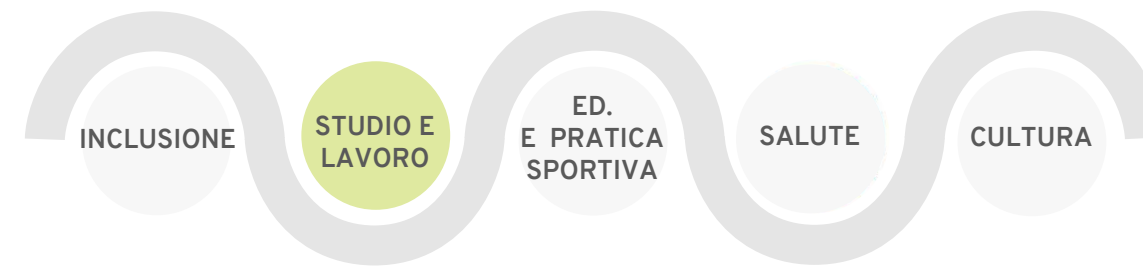 INCLUSIONE
STUDIO E
LAVORO
ED.
E PRATICA
SPORTIVA
SALUTE
CULTURA